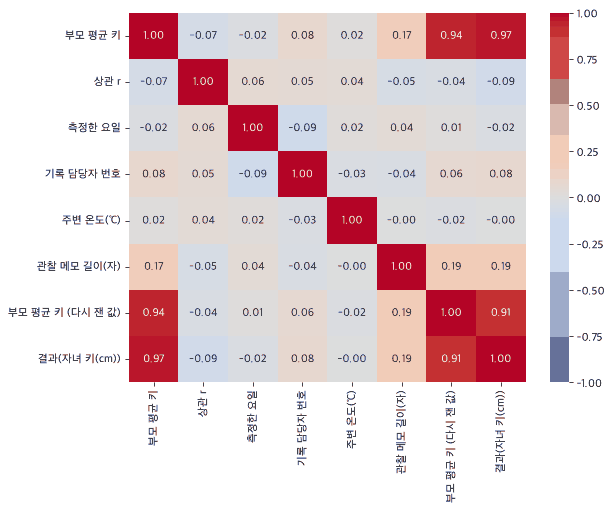 부모 평균 키 1.00 -0.07 -0.02 0.08 0.02 0.17 0.94 0.97
상관 r -0.07 1.00 0.06 0.05 0.04 -0.05 -0.04 -0.09
측정한 요일 -0.02 0.06 1.00 -0.09 0.02 0.04 0.01 -0.02
기록 담당자 번호 0.08 0.05 -0.09 1.00 -0.03 -0.04 0.06 0.08
주변 온도(℃) 0.02 0.04 0.02 -0.03 1.00 -0.00 -0.02 -0.00
관찰 메모 길이(자) 0.17 -0.05 0.04 -0.04 -0.00 1.00 0.19 0.19
부모 평균 키 (다시 잰 값) 0.94 -0.04 0.01 0.06 -0.02 0.19 1.00 0.91
결과(자녀 키(cm)) 0.97 -0.09 -0.02 0.08 -0.00 0.19 0.91 1.00
부모 평균 키
상관 r
측정한 요일
기록 담당자 번호
주변 온도(℃)
관찰 메모 길이(자)
부모 평균 키 (다시 잰 값)
결과(자녀 키(cm))
1.00
0.75
0.50
0.25
0.00
-0.25
-0.50
-0.75
-1.00